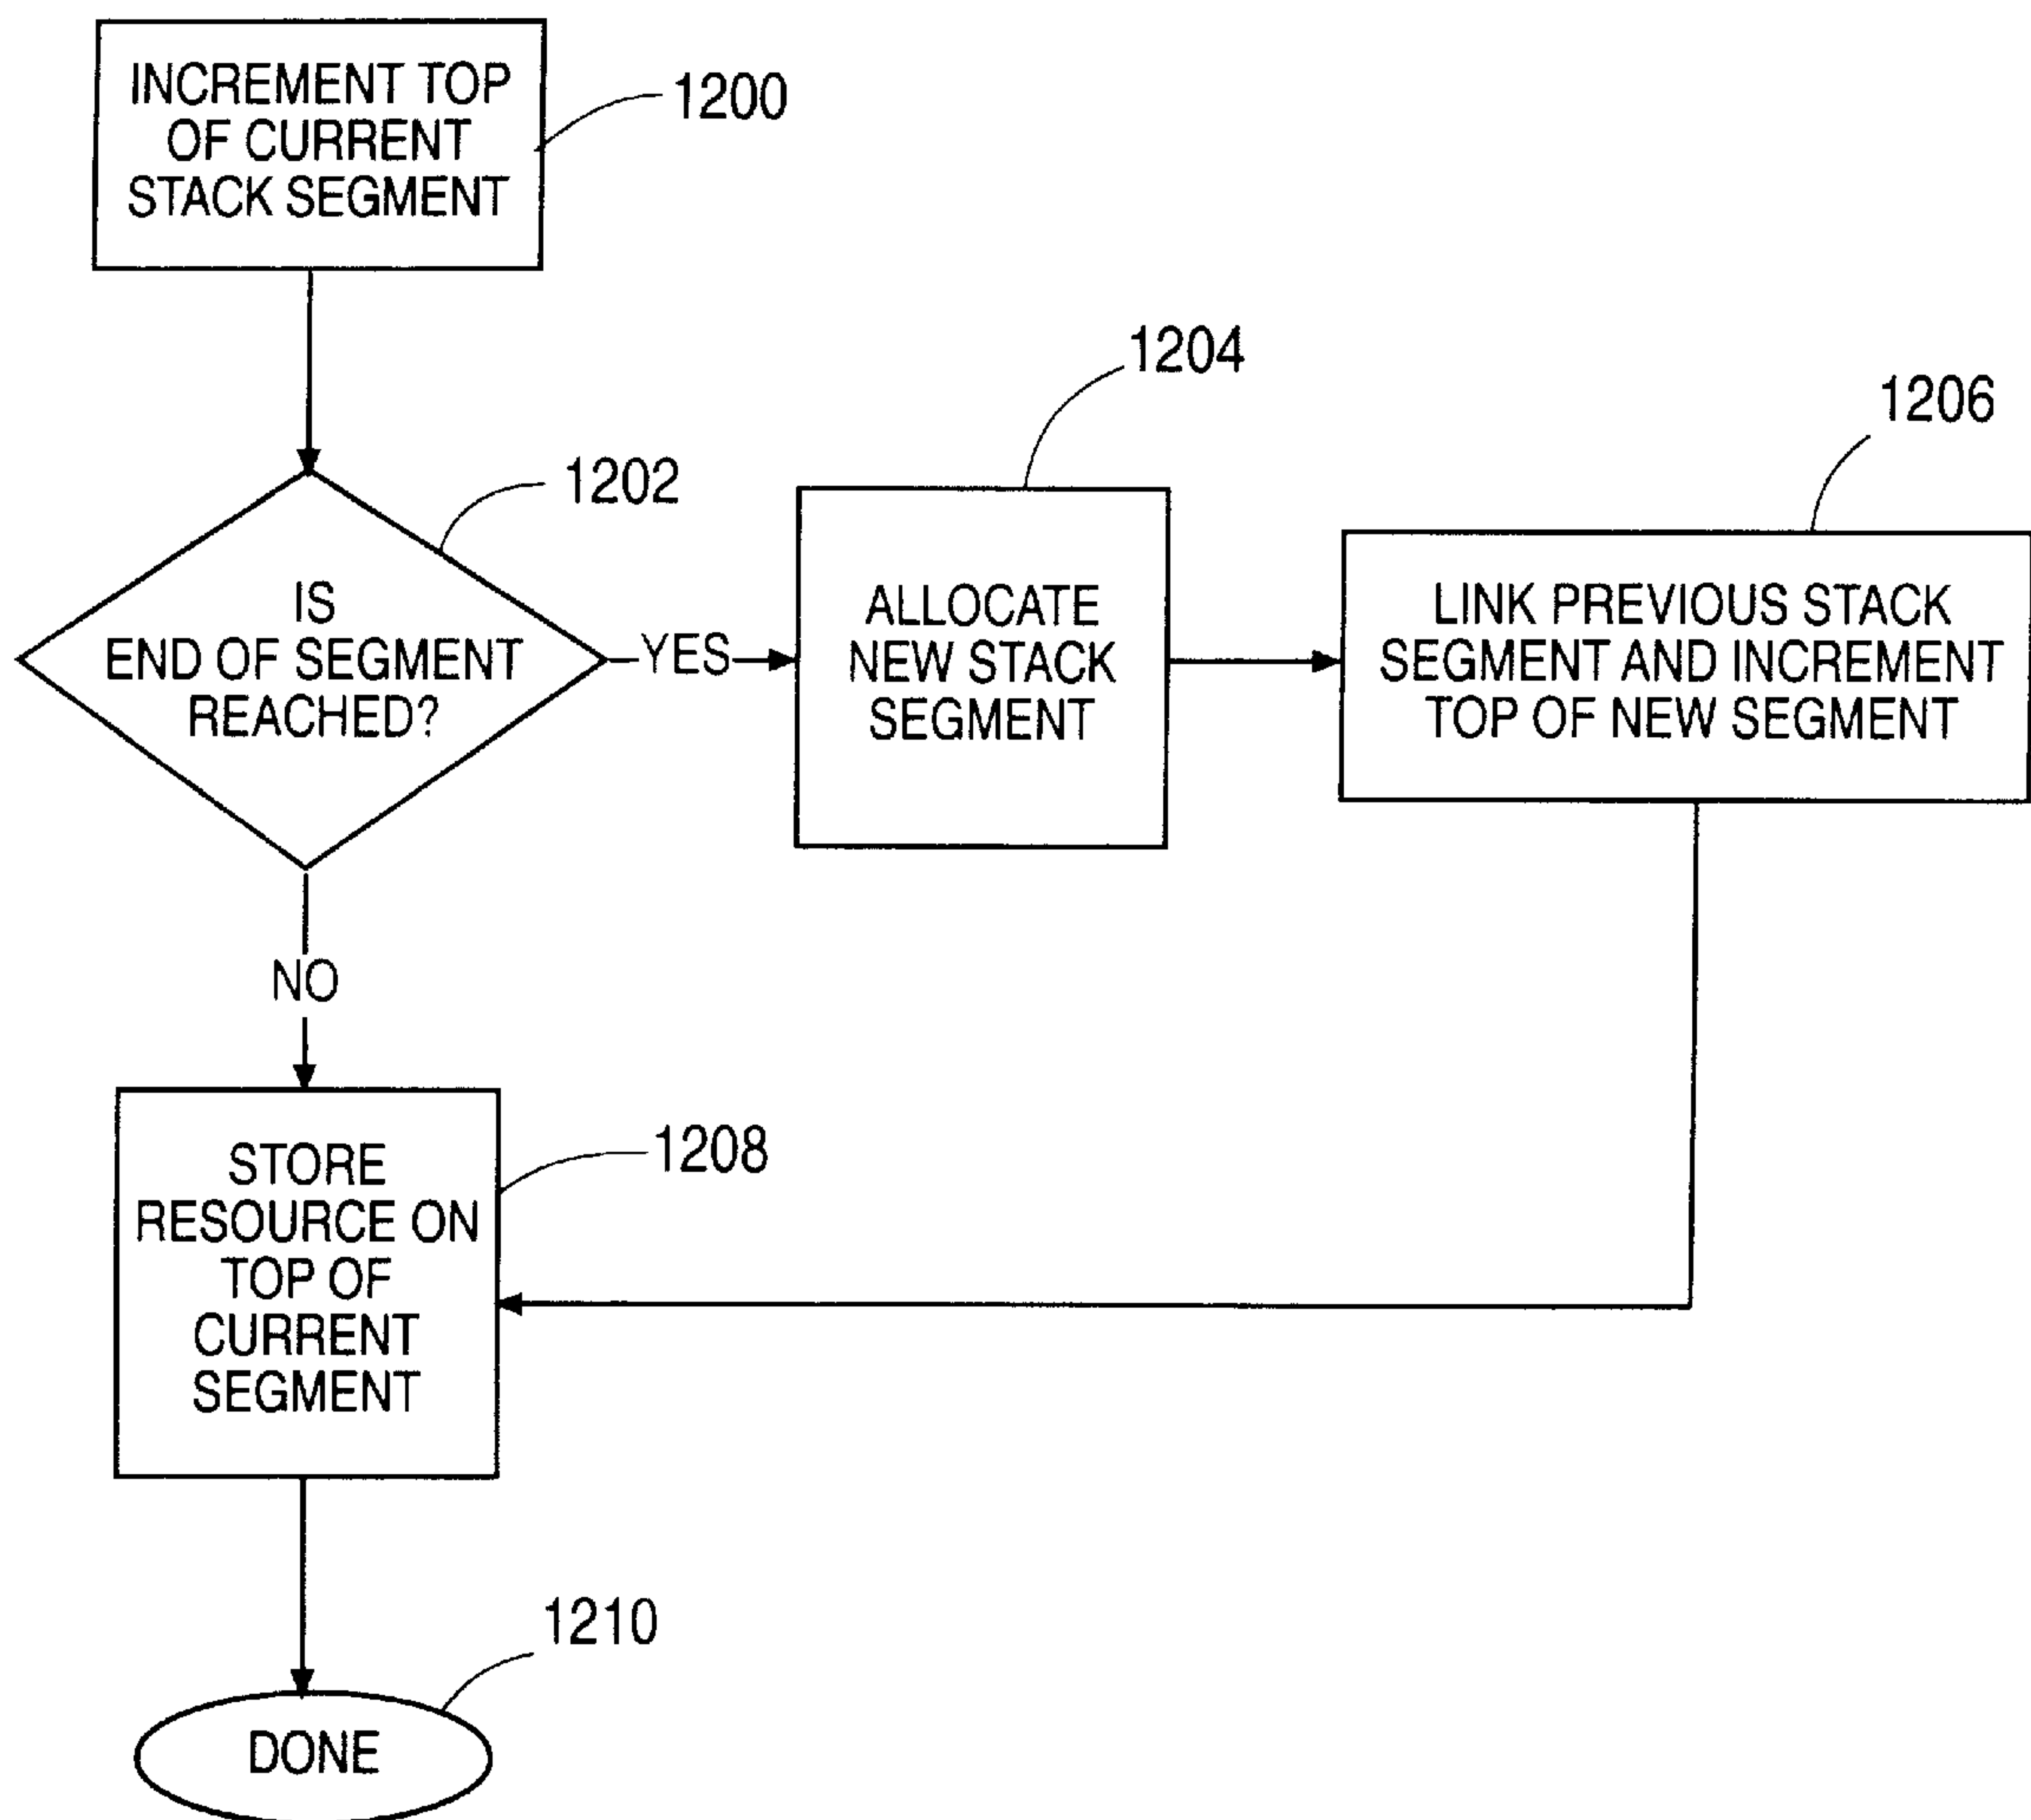 INCREMENT TOP
OF CURRENT
STACK SEGMENT
1200
1202
IS
END OF SEGMENT
REACHED?
YES
1204
ALLOCATE
NEW STACK
SEGMENT
1206
LINK PREVIOUS STACK
SEGMENT AND INCREMENT
TOP OF NEW SEGMENT
NO
1208
STORE
RESOURCE ON
TOP OF
CURRENT
SEGMENT
1210
DONE